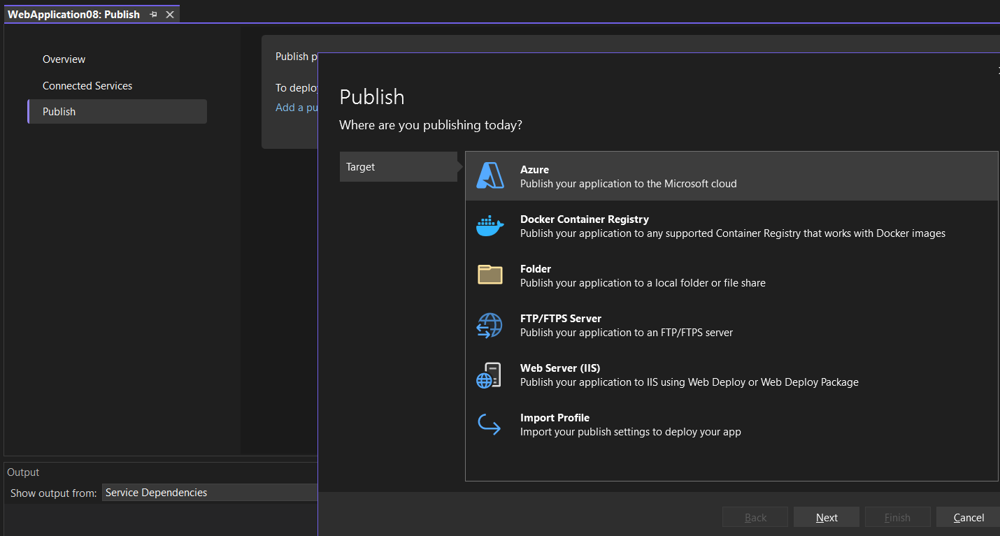 WebApplication08: Publish
Overview
Connected Services
Publish
Publish p
To deploy
Add a pu
Publish
Where are you publishing today?
Target
Azure
Publish your application to the Microsoft cloud
Docker Container Registry
Publish your application to any supported Container Registry that works with Docker images
Folder
Publish your application to a local folder or file share
FTP/FTPS Server
Publish your application to an FTP/FTPS server
Web Server (IIS)
Publish your application to IIS using Web Deploy or Web Deploy Package
Import Profile
Import your publish settings to deploy your app
Output
Show output from: Service Dependencies
Back Next Finish Cancel